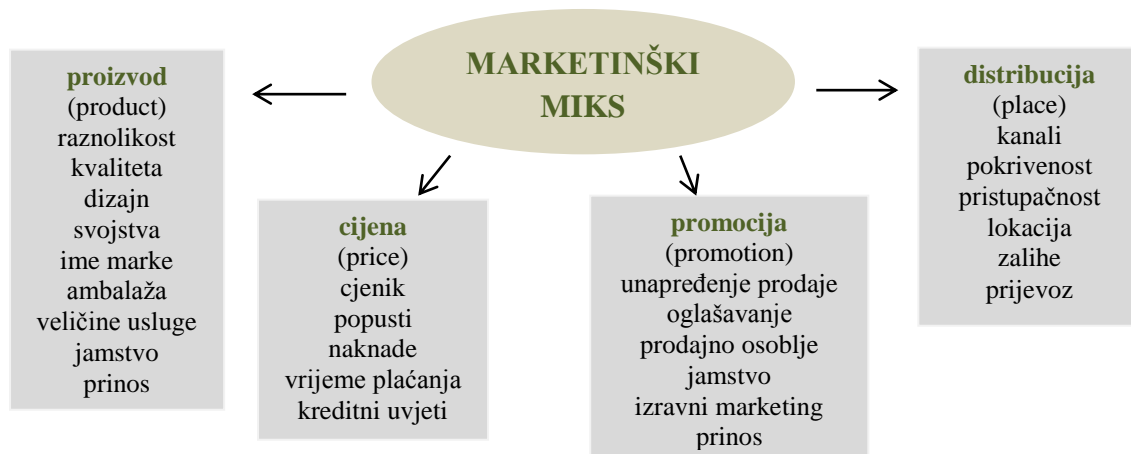 MARKETINŠKI
MIKS
proizvod
(product)
raznolikost
kvaliteta
dizajn
svojstva
ime marke
ambalaža
veličine usluge
jamstvo
prinos
cijena
(price)
cjenik
popusti
naknade
vrijeme plaćanja
kreditni uvjeti
promocija
(promotion)
unapređenje prodaje
oglašavanje
prodajno osoblje
jamstvo
izravni marketing
prinos
distribucija
(place)
kanali
pokrivenost
pristupačnost
lokacija
zalihe
prijevoz